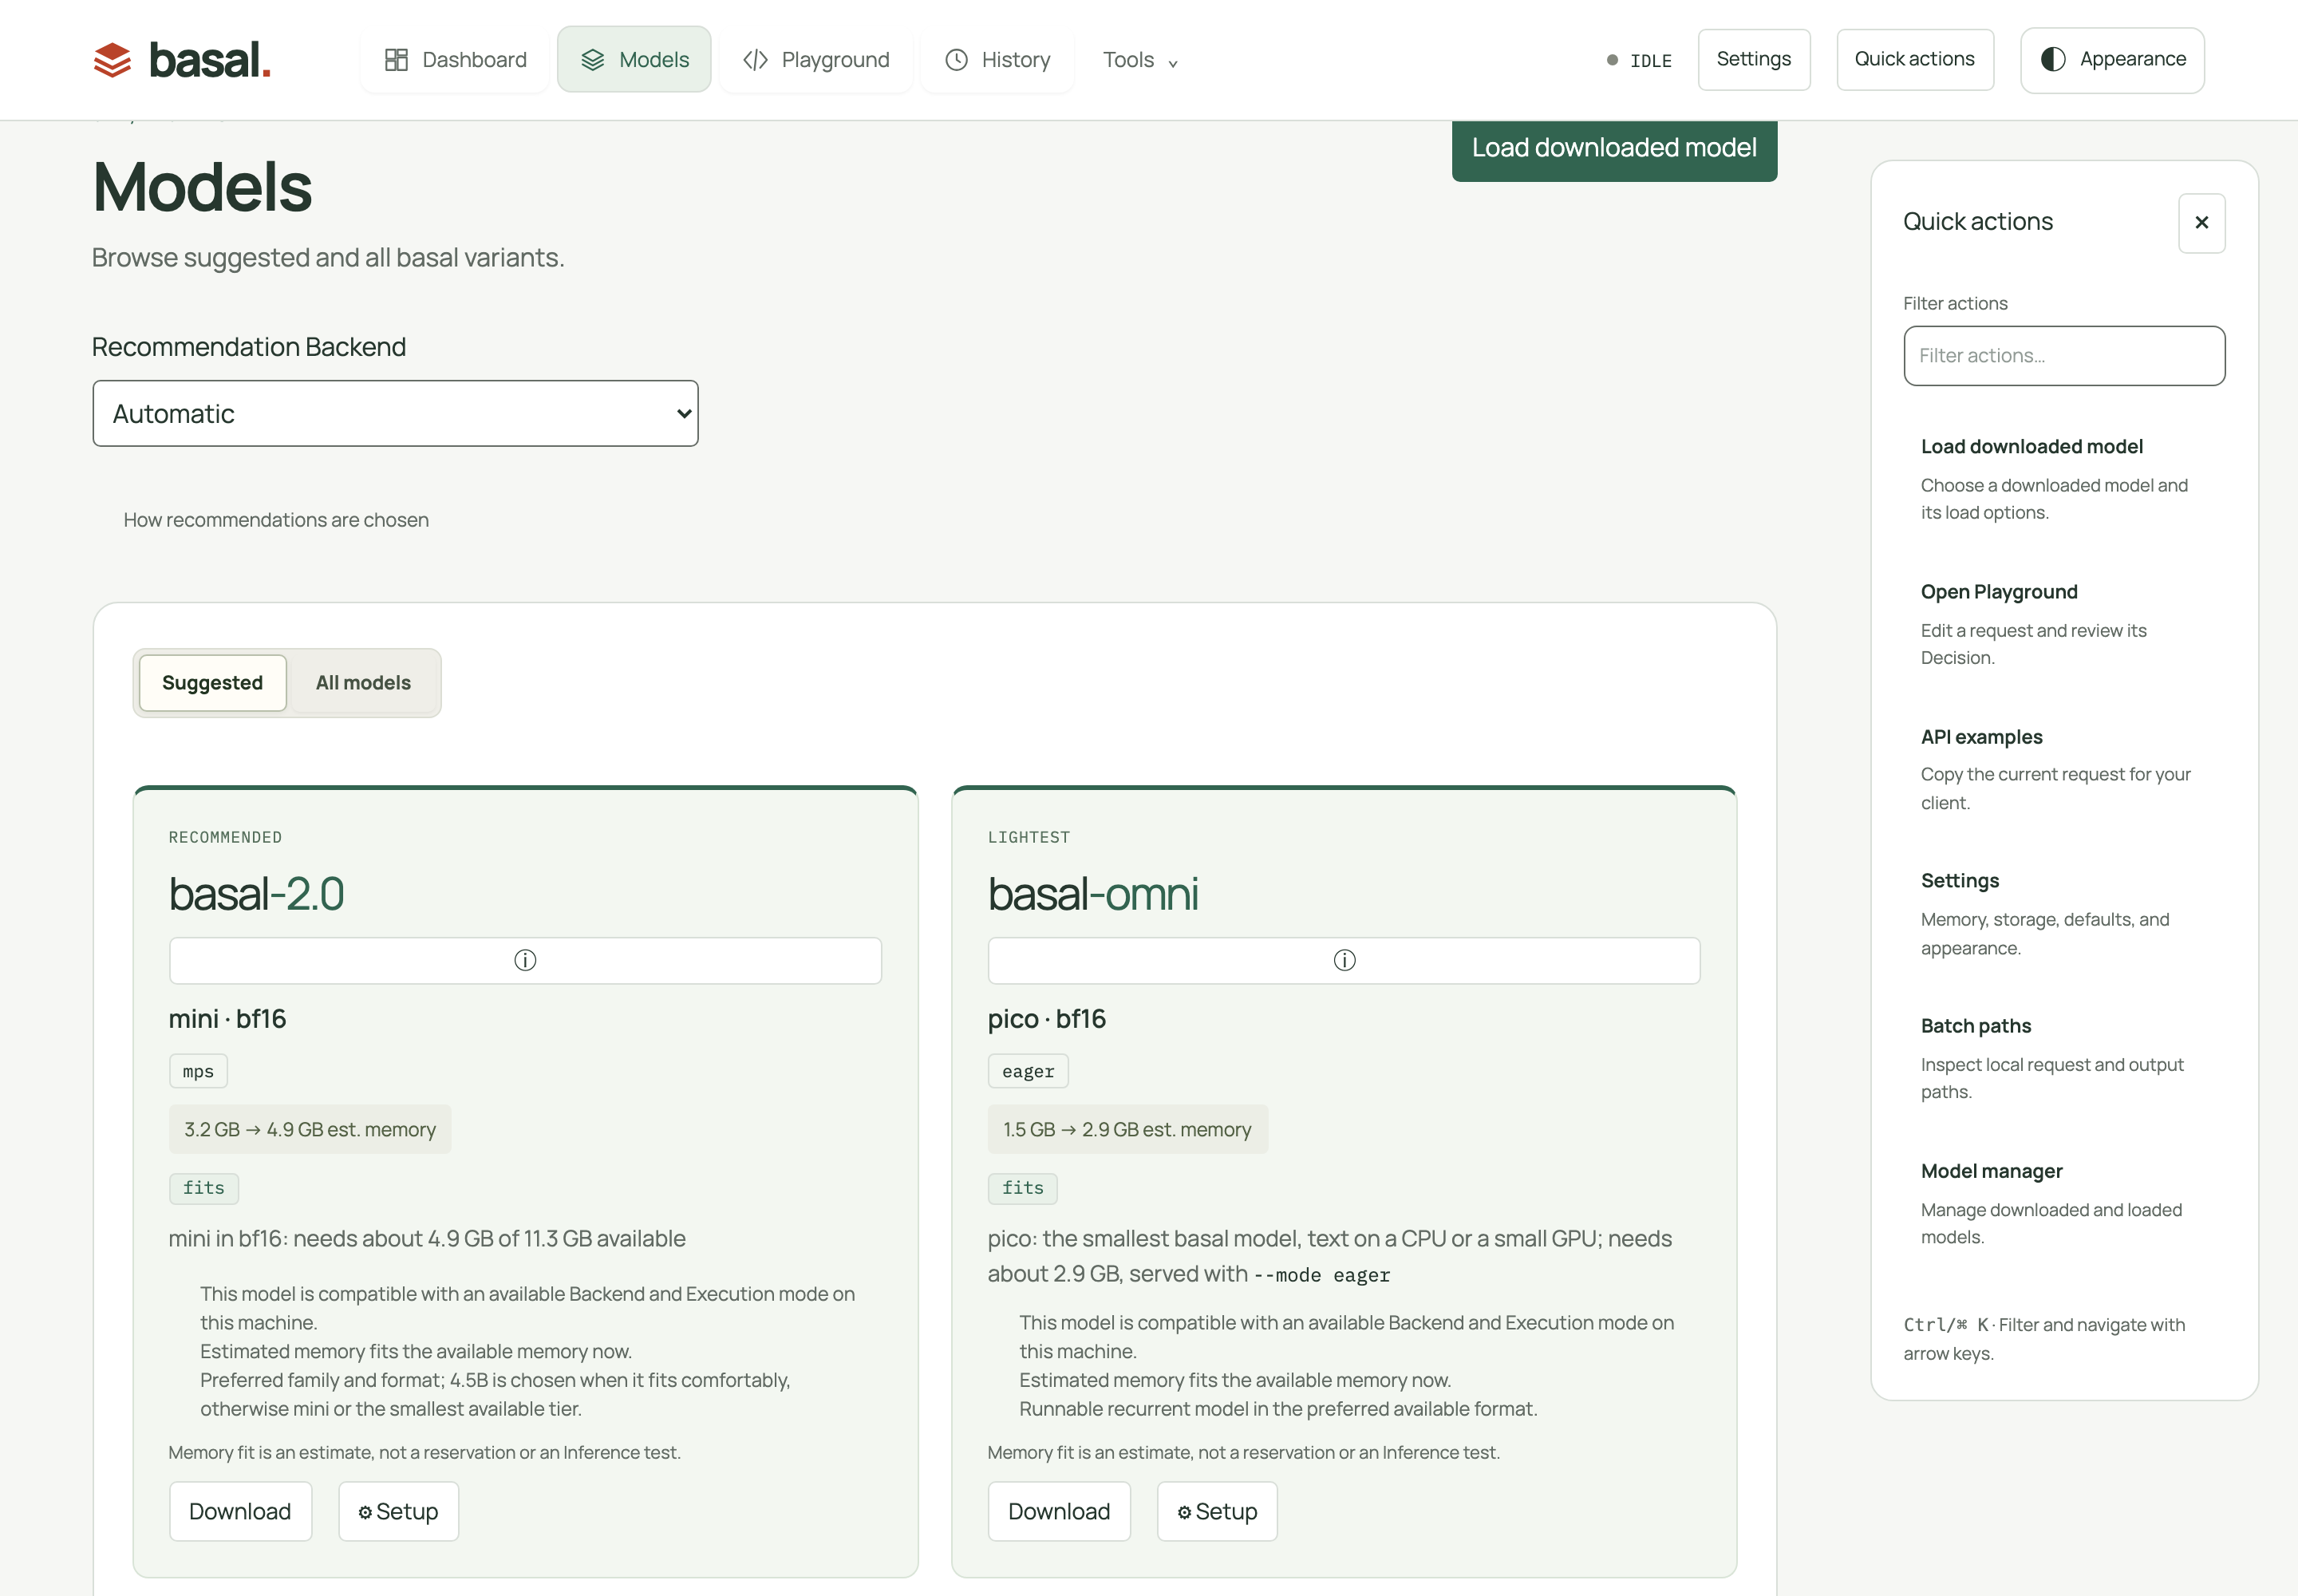 basal.
Dashboard
Models
Playground
History
Tools
IDLE
Settings
Quick actions
Appearance
Load downloaded model
Models
Browse suggested and all basal variants.
Recommendation Backend
Automatic
How recommendations are chosen
Suggested
All models
RECOMMENDED
basal-2.0
ⓘ
mini · bf16
mps
3.2 GB → 4.9 GB est. memory
fits
mini in bf16: needs about 4.9 GB of 11.3 GB available
This model is compatible with an available Backend and Execution mode on
this machine.
Estimated memory fits the available memory now.
Preferred family and format; 4.5B is chosen when it fits comfortably,
otherwise mini or the smallest available tier.
Memory fit is an estimate, not a reservation or an Inference test.
Download
⚙ Setup
LIGHTEST
basal-omni
ⓘ
pico · bf16
eager
1.5 GB → 2.9 GB est. memory
fits
pico: the smallest basal model, text on a CPU or a small GPU; needs
about 2.9 GB, served with --mode eager
This model is compatible with an available Backend and Execution mode on
this machine.
Estimated memory fits the available memory now.
Runnable recurrent model in the preferred available format.
Memory fit is an estimate, not a reservation or an Inference test.
Download
⚙ Setup
Quick actions
×
Filter actions
Filter actions…
Load downloaded model
Choose a downloaded model and
its load options.
Open Playground
Edit a request and review its
Decision.
API examples
Copy the current request for your
client.
Settings
Memory, storage, defaults, and
appearance.
Batch paths
Inspect local request and output
paths.
Model manager
Manage downloaded and loaded
models.
Ctrl/⌘ K · Filter and navigate with
arrow keys.